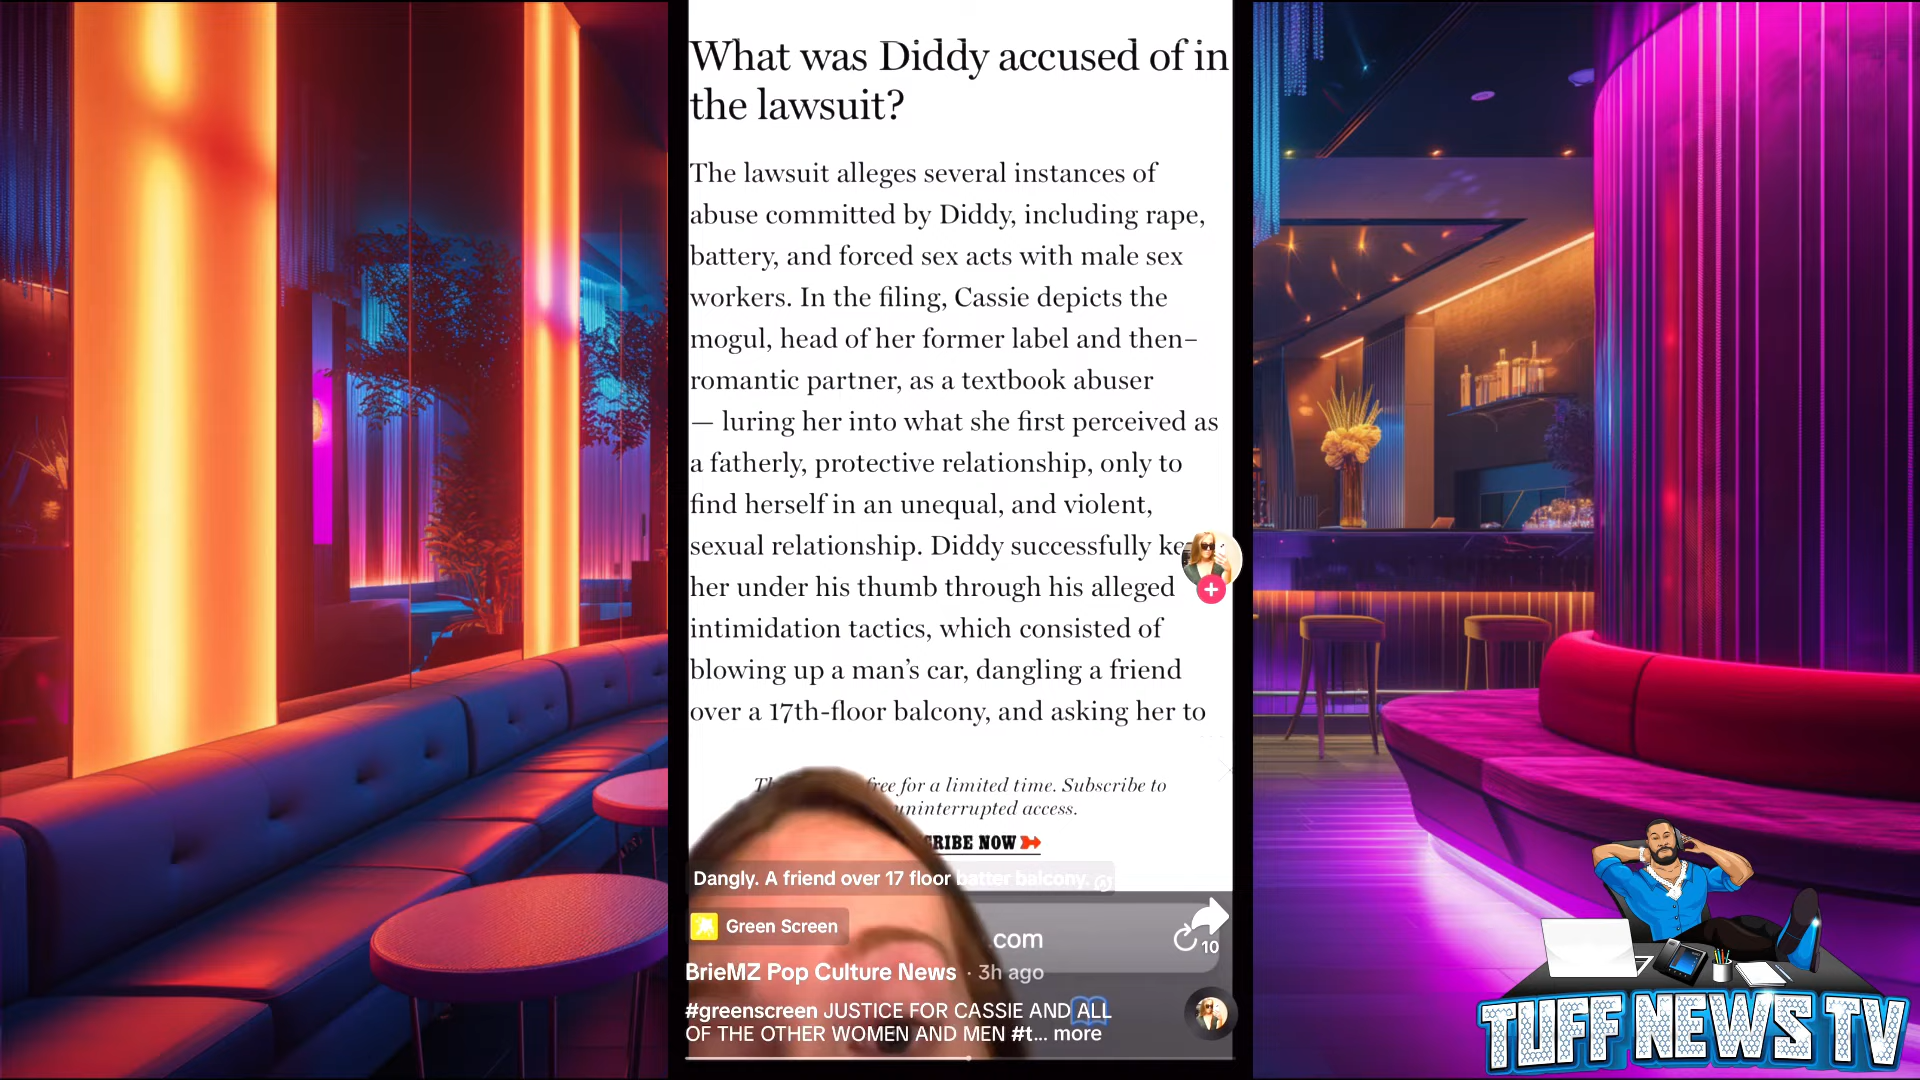 What was Diddy accused of in
the lawsuit?
The lawsuit alleges several instances of
abuse committed by Diddy, including rape,
battery, and forced sex acts with male sex
workers. In the filing, Cassie depicts the
mogul, head of her former label and then–
romantic partner, as a textbook abuser
— luring her into what she first perceived as
a fatherly, protective relationship, only to
find herself in an unequal, and violent,
sexual relationship. Diddy successfully
her under his thumb through his alleged
intimidation tactics, which consisted of
blowing up a man’s car, dangling a friend
over a 17th-floor balcony, and asking her to
free for a limited time. Subscribe to
uninterrupted access.
NOW
Dangly. A friend over 17 floor batter balcony.
Green Screen
.com
10
BrieMZ Pop Culture News · 3h ago
#greenscreen JUSTICE FOR CASSIE AND ALL
OF THE OTHER WOMEN AND MEN #t... more
TUFF NEWS TV